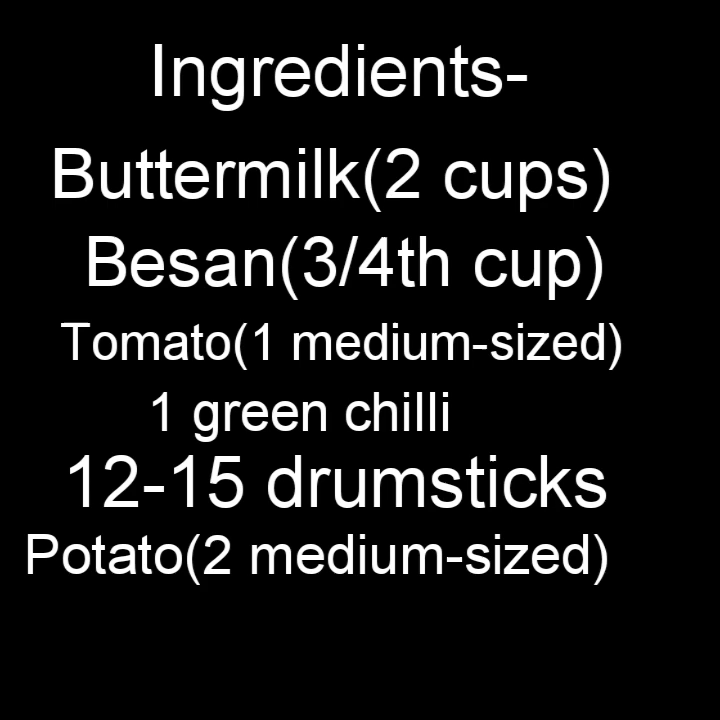 Ingredients-
Buttermilk(2 cups)
Besan(3/4th cup)
Tomato(1 medium-sized)
1 green chilli
12-15 drumsticks
Potato(2 medium-sized)